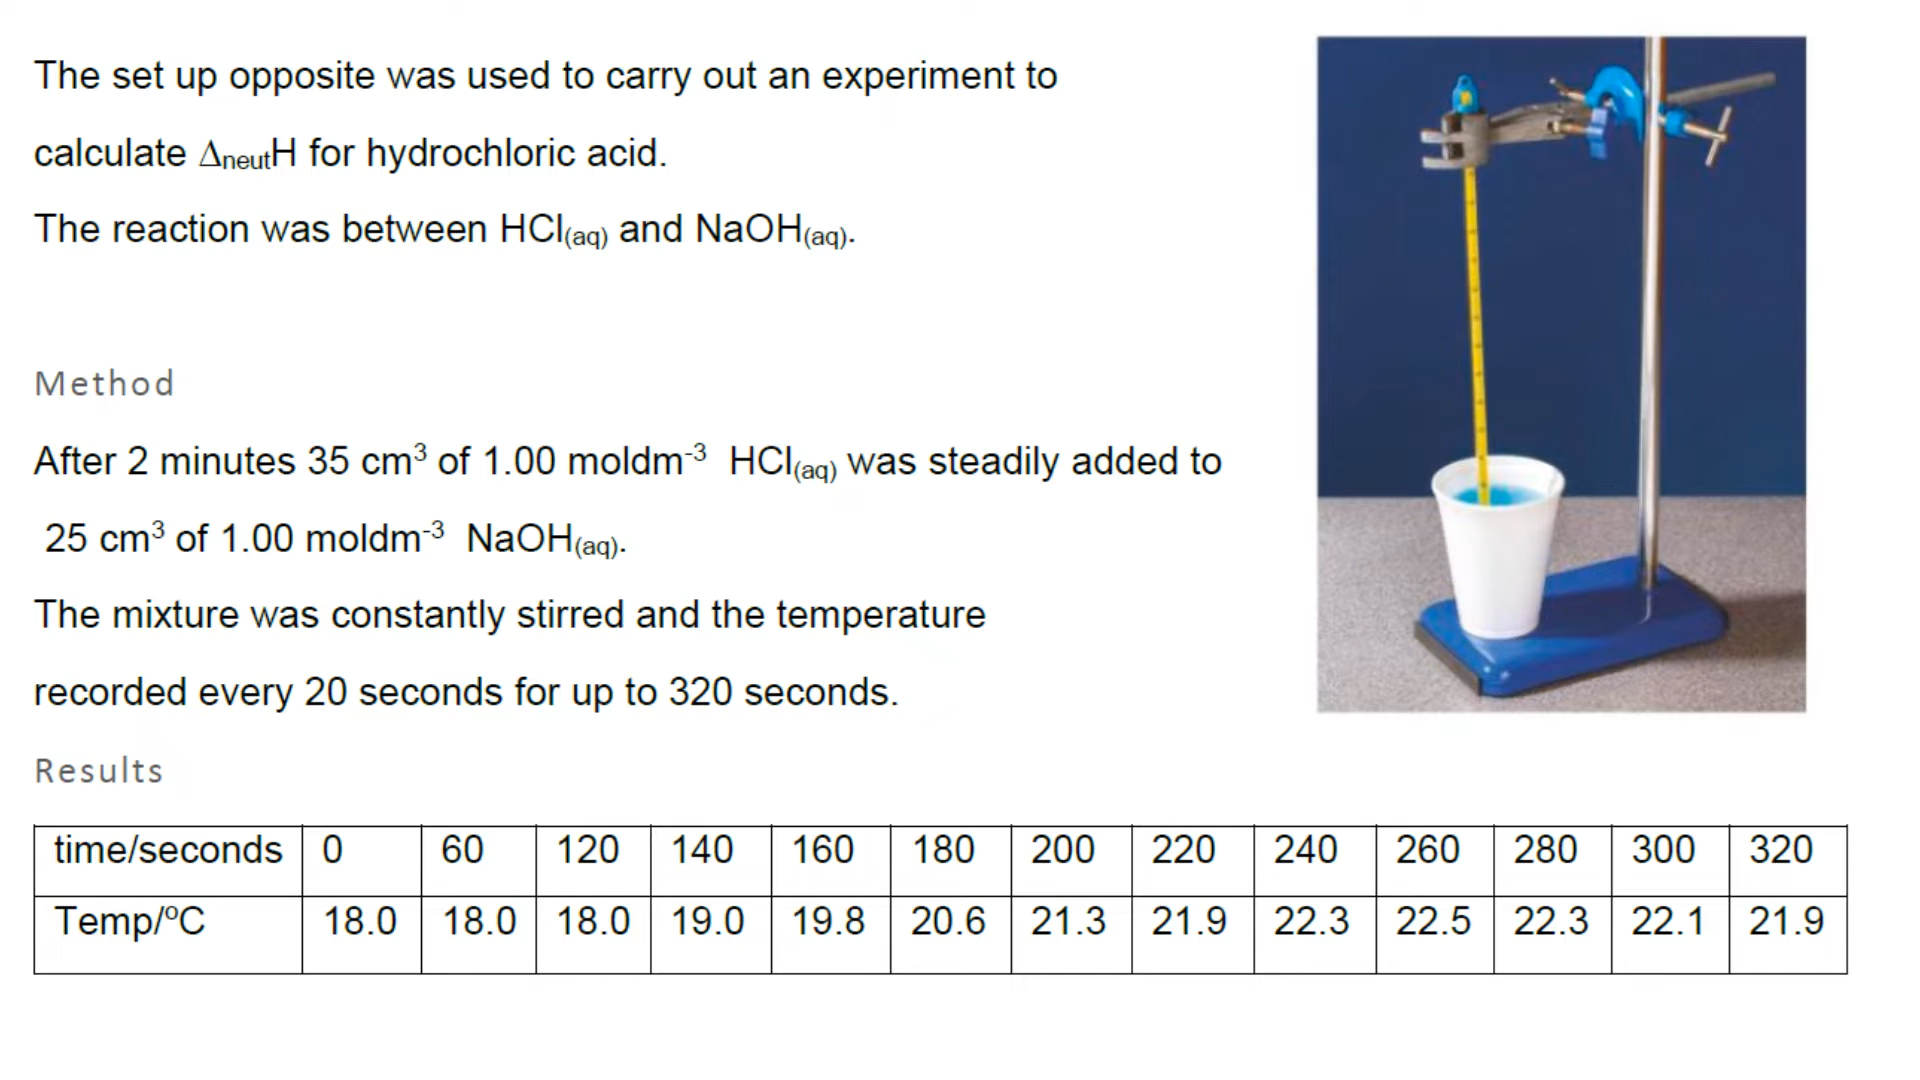 The set up opposite was used to carry out an experiment to
calculate ΔneutH for hydrochloric acid.
The reaction was between HCl(aq) and NaOH(aq).
Method
After 2 minutes 35 cm³ of 1.00 moldm⁻³ HCl(aq) was steadily added to
25 cm³ of 1.00 moldm⁻³ NaOH(aq).
The mixture was constantly stirred and the temperature
recorded every 20 seconds for up to 320 seconds.
Results
time/seconds 0 60 120 140 160 180 200 220 240 260 280 300 320
Temp/ºC 18.0 18.0 18.0 19.0 19.8 20.6 21.3 21.9 22.3 22.5 22.3 22.1 21.9